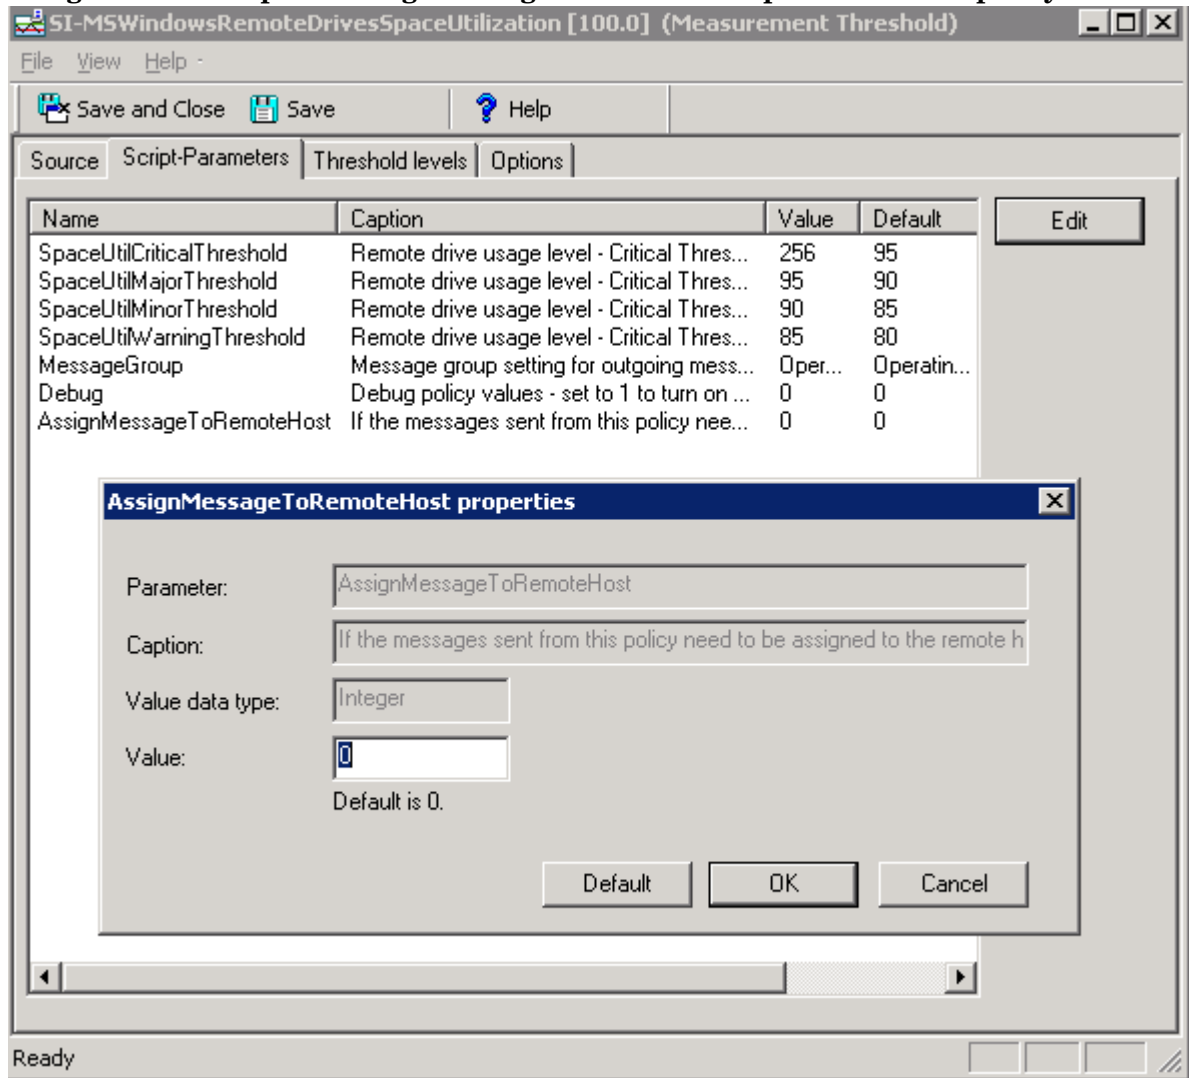 SI-MSWindowsRemoteDrivesSpaceUtilization [100.0] (Measurement Threshold)
File View Help
Save and Close Save Help
Source Script-Parameters Threshold levels Options
Name Caption Value Default Edit
SpaceUtilCriticalThreshold Remote drive usage level - Critical Thres... 256 95
SpaceUtilMajorThreshold Remote drive usage level - Critical Thres... 95 90
SpaceUtilMinorThreshold Remote drive usage level - Critical Thres... 90 85
SpaceUtilWarningThreshold Remote drive usage level - Critical Thres... 85 80
MessageGroup Message group setting for outgoing mess... Oper... Operatin...
Debug Debug policy values - set to 1 to turn on ... 0 0
AssignMessageToRemoteHost If the messages sent from this policy nee... 0 0
AssignMessageToRemoteHost properties
Parameter: AssignMessageToRemoteHost
Caption: If the messages sent from this policy need to be assigned to the remote h
Value data type: Integer
Value: 0
Default is 0.
Default OK Cancel
Ready